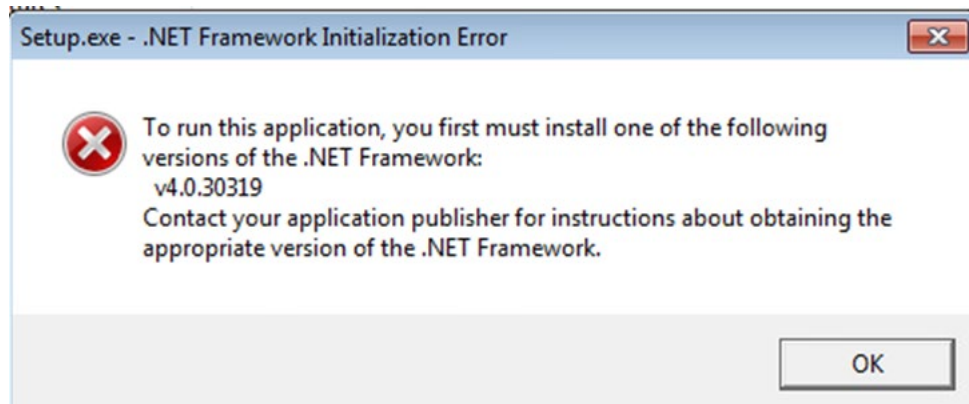 Setup.exe - .NET Framework Initialization Error
To run this application, you first must install one of the following
versions of the .NET Framework:
v4.0.30319
Contact your application publisher for instructions about obtaining the
appropriate version of the .NET Framework.
OK